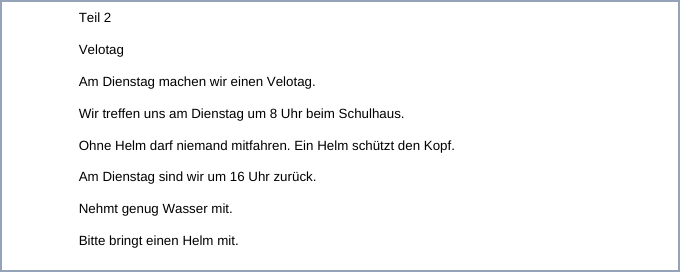 Teil 2
Velotag
Am Dienstag machen wir einen Velotag.
Wir treffen uns am Dienstag um 8 Uhr beim Schulhaus.
Ohne Helm darf niemand mitfahren. Ein Helm schützt den Kopf.
Am Dienstag sind wir um 16 Uhr zurück.
Nehmt genug Wasser mit.
Bitte bringt einen Helm mit.